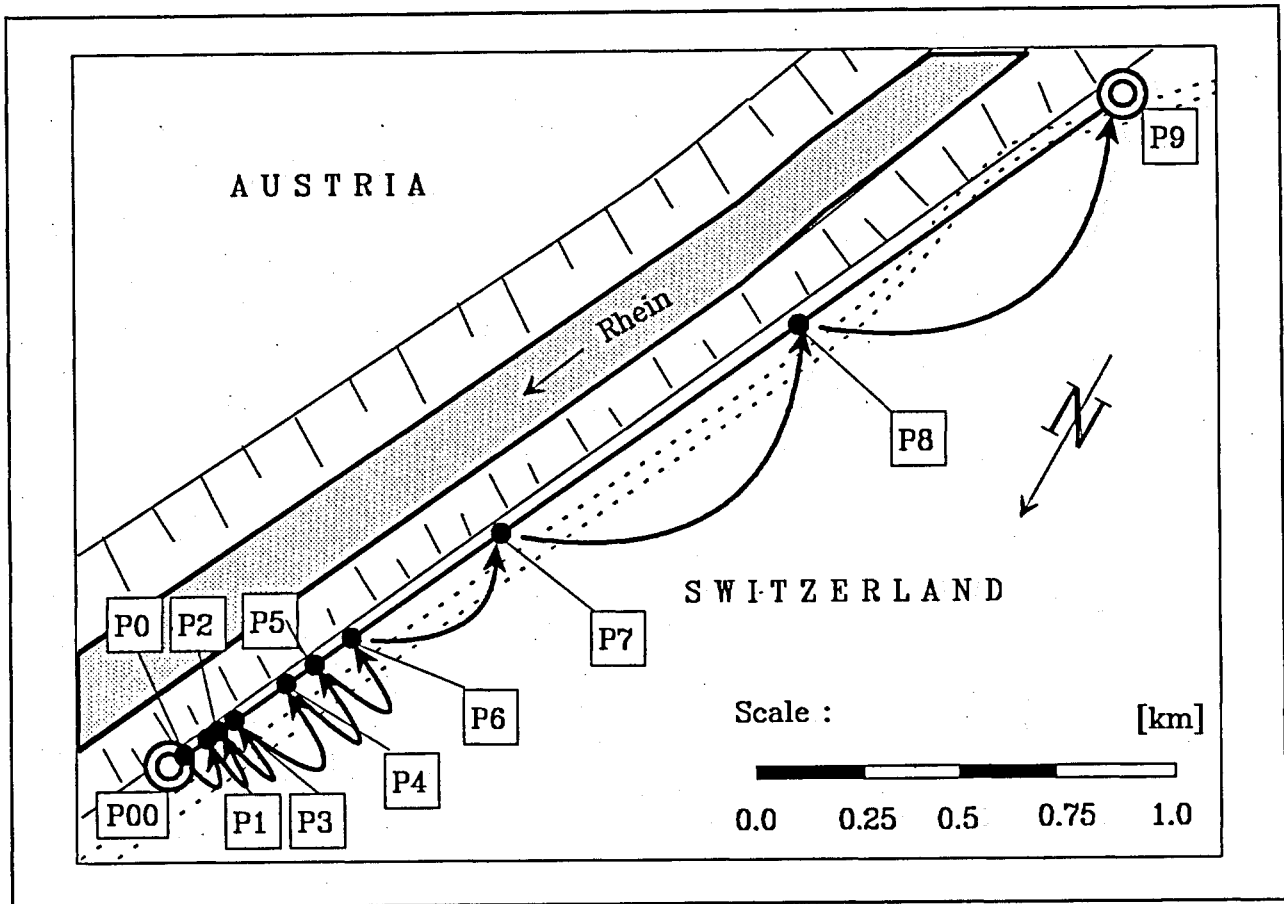 P9
AUSTRIA
Rhein
N
P8
SWITZERLAND
P0 P2 P5
P7
P6
Scale : [km]
P4
P00 P1 P3
0.0 0.25 0.5 0.75 1.0